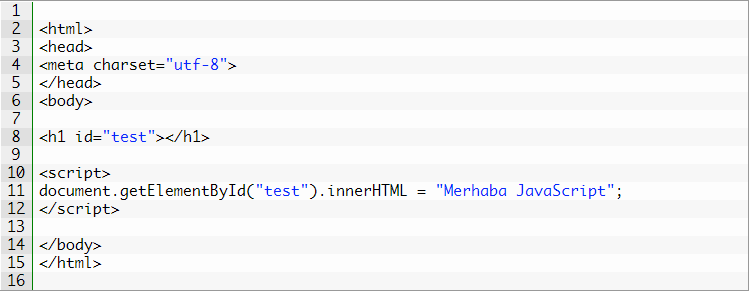 1
2 <html>
3 <head>
4 <meta charset="utf-8">
5 </head>
6 <body>
7
8 <h1 id="test"></h1>
9
10 <script>
11 document.getElementById("test").innerHTML = "Merhaba JavaScript";
12 </script>
13
14 </body>
15 </html>
16